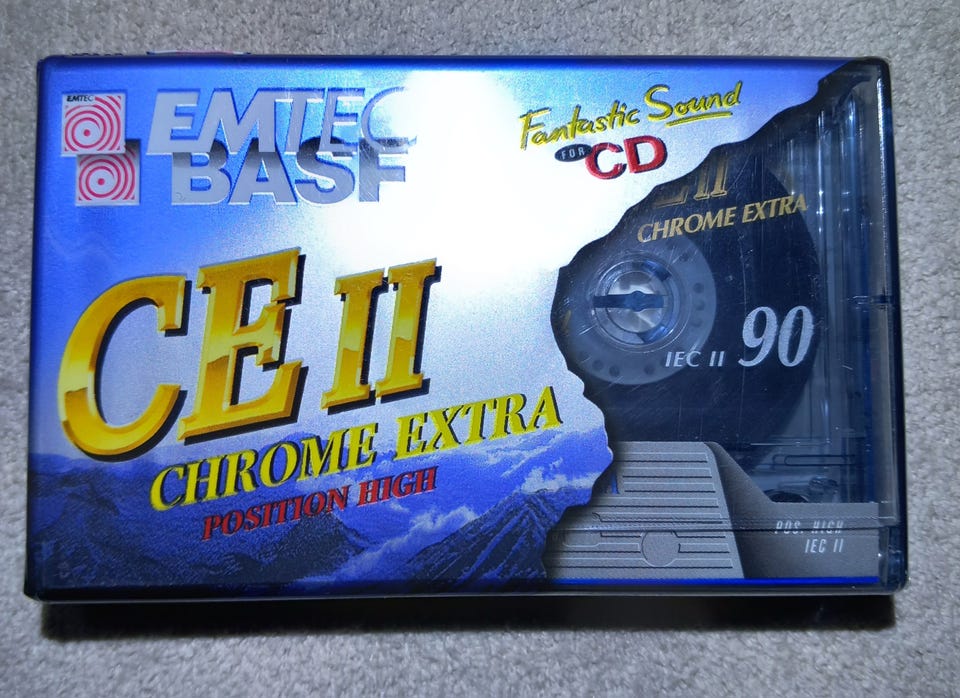 EMTEC
EMTEC
BASF
Fantastic Sound
FOR CD
CE II
CHROME EXTRA
POSITION HIGH
E II
CHROME EXTRA
IEC II 90
POS. HIGH
IEC II